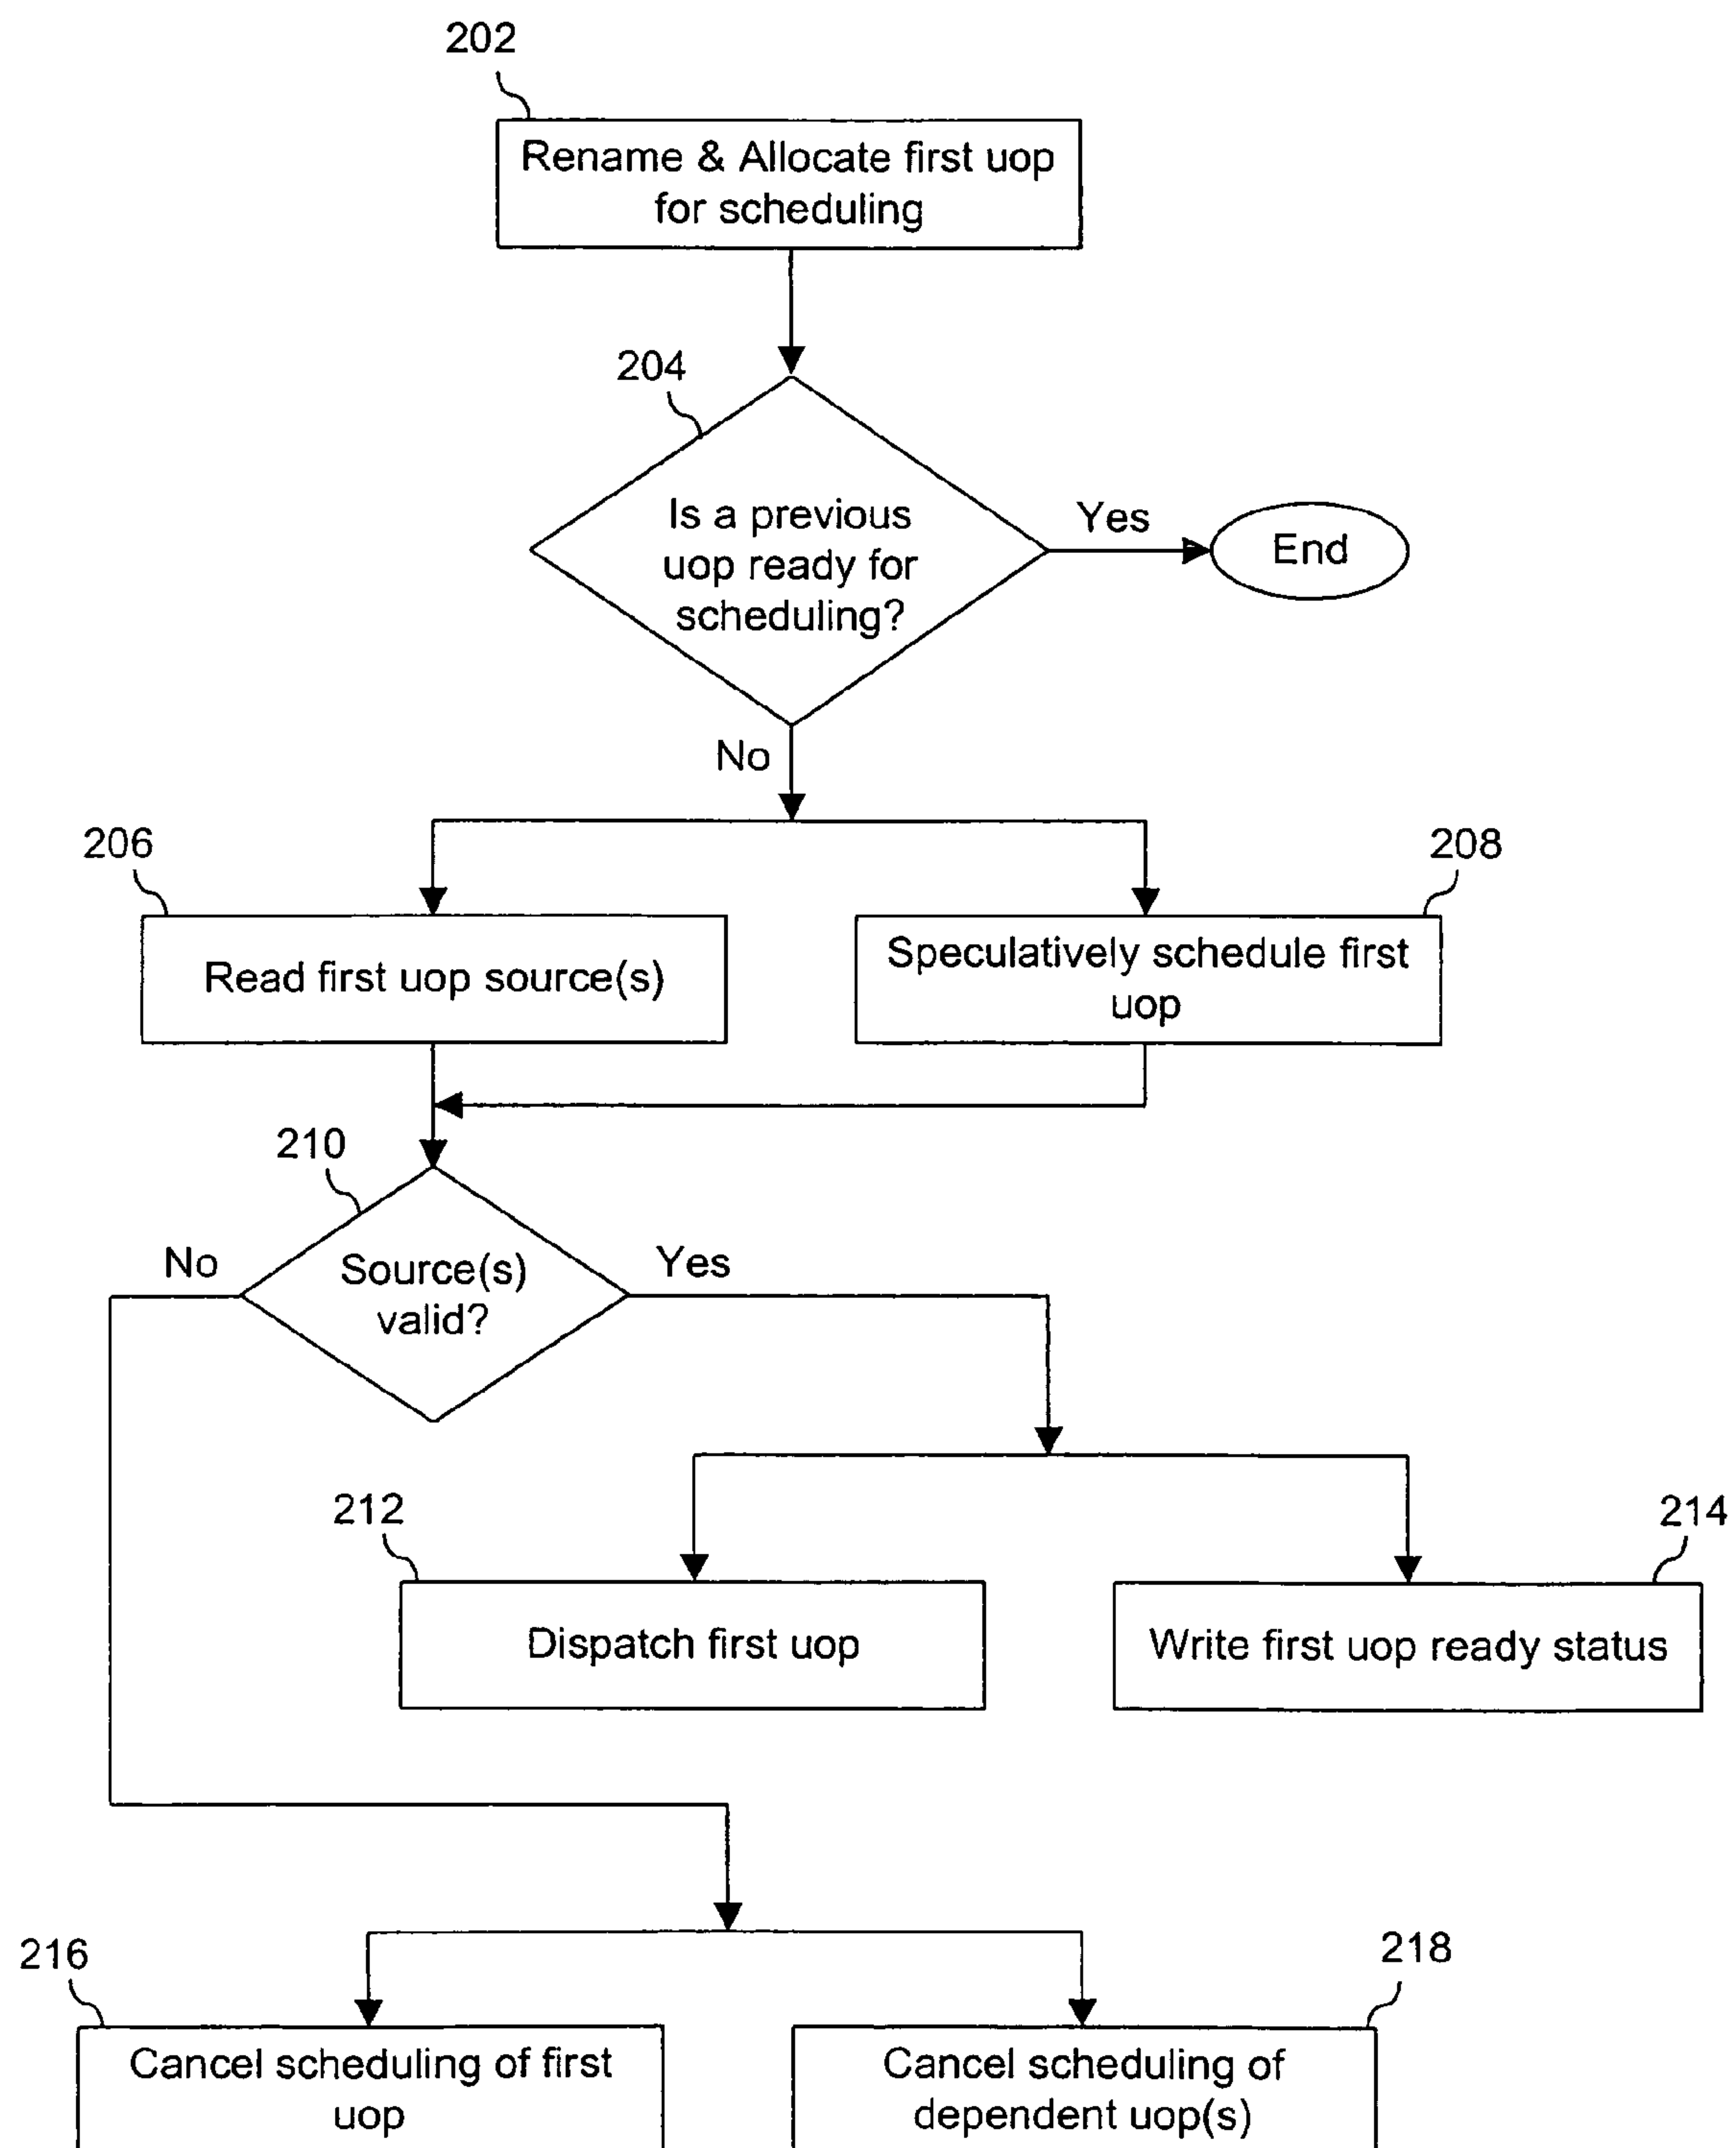 202
Rename & Allocate first uop
for scheduling
204
Is a previous
uop ready for
scheduling?
Yes
End
No
206
208
Read first uop source(s)
Speculatively schedule first
uop
210
No
Source(s)
valid?
Yes
212
214
Dispatch first uop
Write first uop ready status
216
218
Cancel scheduling of first
uop
Cancel scheduling of
dependent uop(s)